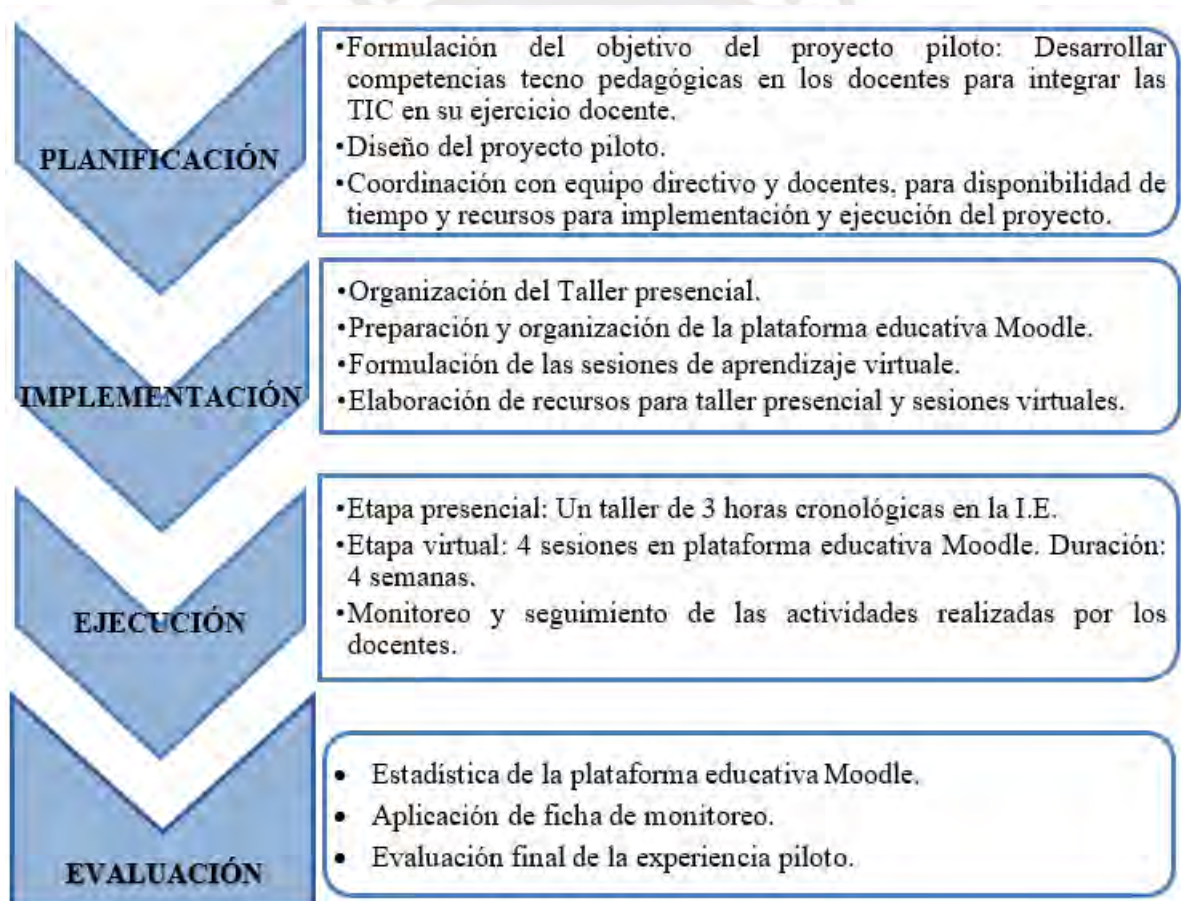 PLANIFICACIÓN
•Formulación del objetivo del proyecto piloto: Desarrollar
competencias tecno pedagógicas en los docentes para integrar las
TIC en su ejercicio docente.
•Diseño del proyecto piloto.
•Coordinación con equipo directivo y docentes, para disponibilidad de
tiempo y recursos para implementación y ejecución del proyecto.
IMPLEMENTACIÓN
•Organización del Taller presencial.
•Preparación y organización de la plataforma educativa Moodle.
•Formulación de las sesiones de aprendizaje virtuale.
•Elaboración de recursos para taller presencial y sesiones virtuales.
EJECUCIÓN
•Etapa presencial: Un taller de 3 horas cronológicas en la I.E.
•Etapa virtual: 4 sesiones en plataforma educativa Moodle. Duración:
4 semanas.
•Monitoreo y seguimiento de las actividades realizadas por los
docentes.
EVALUACIÓN
• Estadística de la plataforma educativa Moodle.
• Aplicación de ficha de monitoreo.
• Evaluación final de la experiencia piloto.